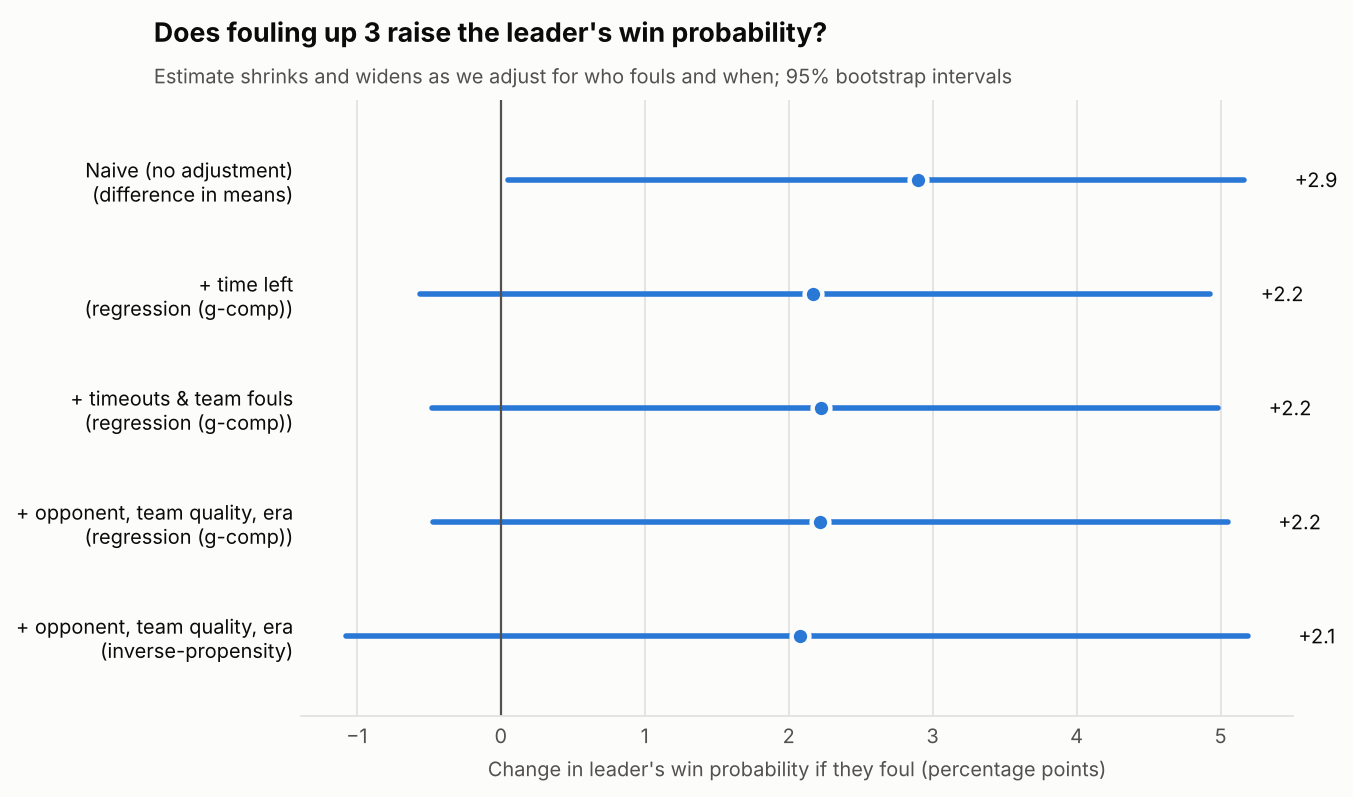 Does fouling up 3 raise the leader's win probability?
Estimate shrinks and widens as we adjust for who fouls and when; 95% bootstrap intervals
Naive (no adjustment)
(difference in means)
+2.9
+ time left
(regression (g-comp))
+2.2
+ timeouts & team fouls
(regression (g-comp))
+2.2
+ opponent, team quality, era
(regression (g-comp))
+2.2
+ opponent, team quality, era
(inverse-propensity)
+2.1
−1 0 1 2 3 4 5
Change in leader's win probability if they foul (percentage points)